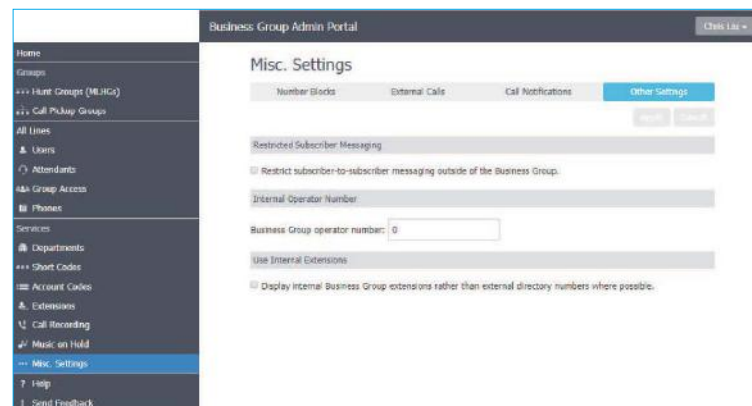 Business Group Admin Portal
Chris Liu
Home
Groups
Hunt Groups (MLHGs)
Call Pickup Groups
All Lines
Users
Attendants
Group Access
Phones
Services
Departments
Short Codes
Account Codes
Extensions
Call Recording
Music on Hold
Misc. Settings
? Help
! Send Feedback
Misc. Settings
Number Blocks External Calls Call Notifications Other Settings
Apply Cancel
Restricted Subscriber Messaging
Restrict subscriber-to-subscriber messaging outside of the Business Group.
Internal Operator Number
Business Group operator number: 0
Use Internal Extensions
Display internal Business Group extensions rather than external directory numbers where possible.